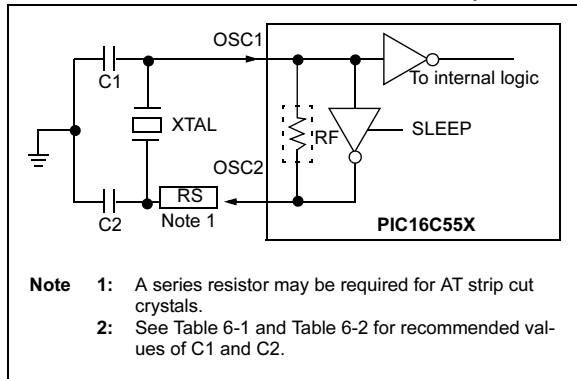 OSC1
C1
To internal logic
XTAL
RF
SLEEP
OSC2
RS
C2
Note 1
PIC16C55X
Note 1: A series resistor may be required for AT strip cut
crystals.
2: See Table 6-1 and Table 6-2 for recommended val-
ues of C1 and C2.